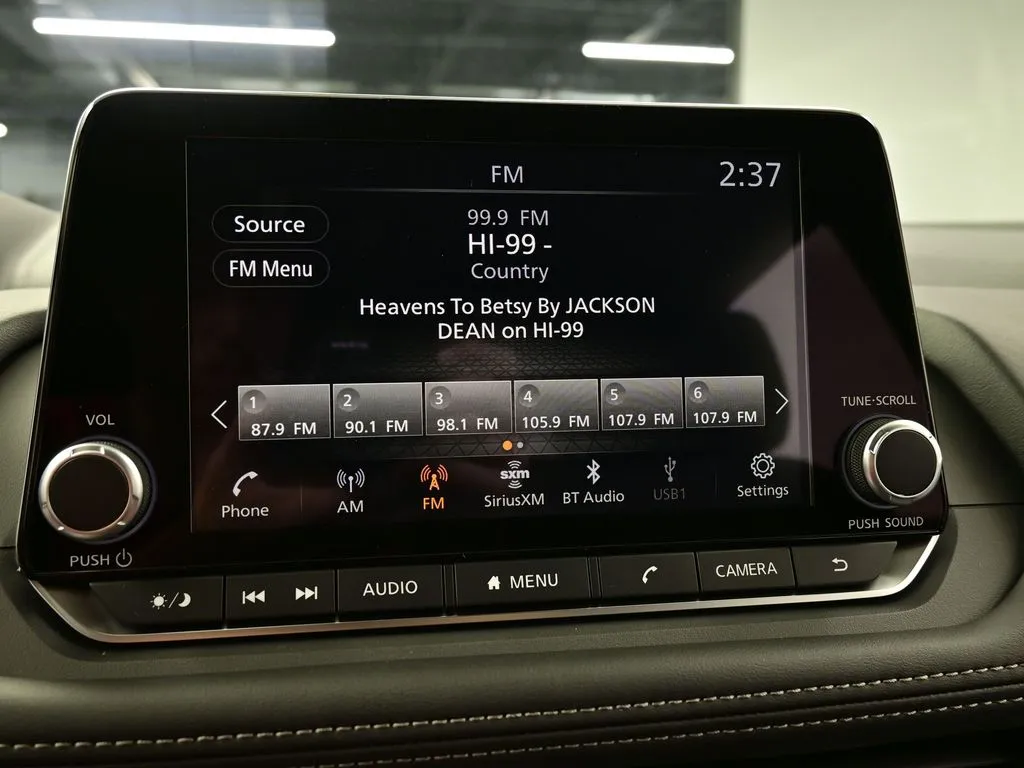 FM
2:37
Source
FM Menu
99.9 FM
HI-99 -
Country
Heavens To Betsy By JACKSON
DEAN on HI-99
1
87.9 FM
2
90.1 FM
3
98.1 FM
4
105.9 FM
5
107.9 FM
6
107.9 FM
VOL
TUNE·SCROLL
Phone
AM
FM
sxm
SiriusXM
BT Audio
USB1
Settings
PUSH
PUSH SOUND
AUDIO
MENU
CAMERA